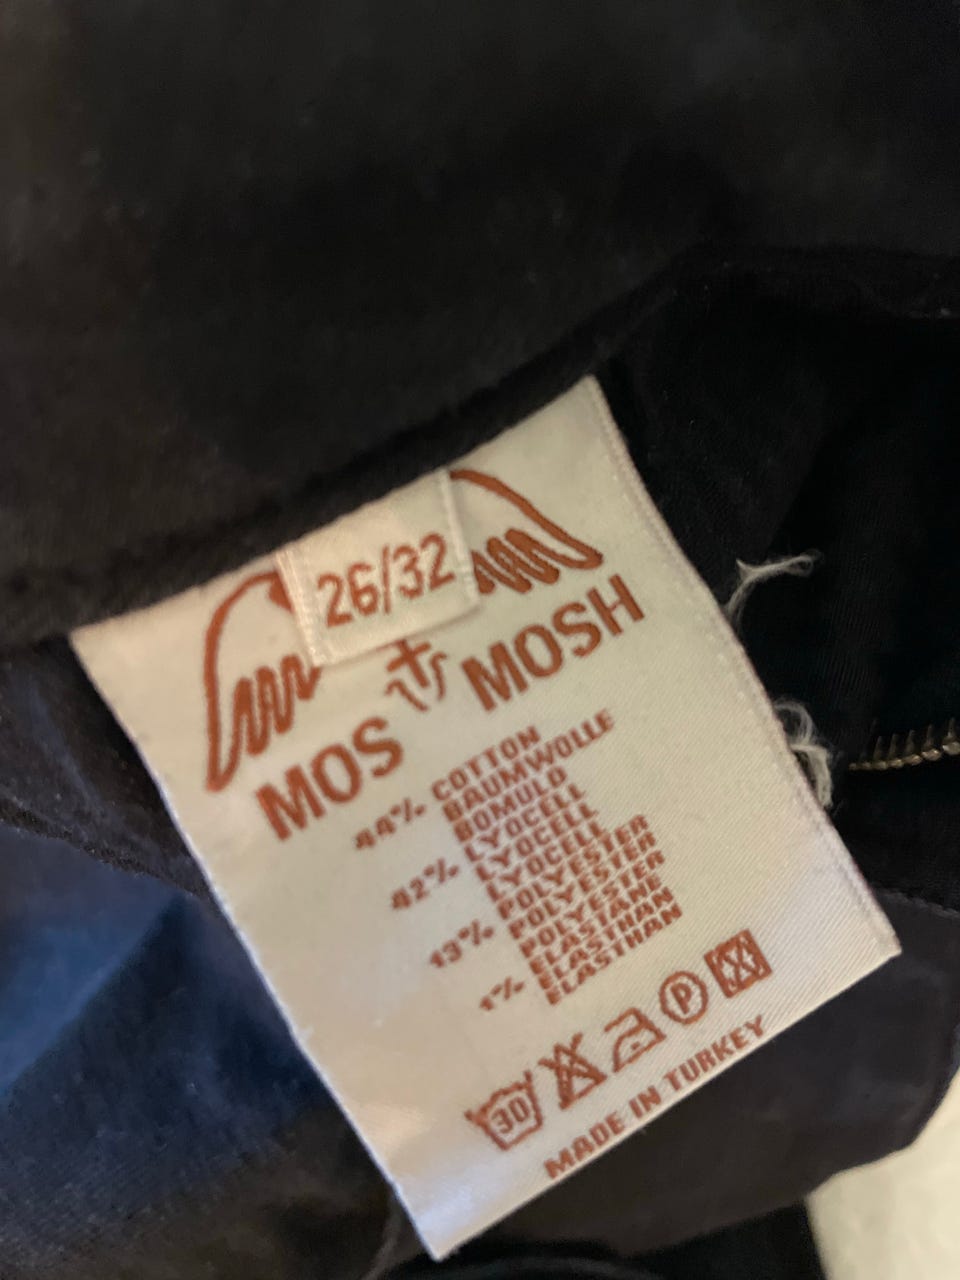 26/32
MOS MOSH
44% COTTON
BAUMWOLLE
BOMULD
42% LYOCELL
LYOCELL
LYOCELL
13% POLYESTER
POLYESTER
POLYESTER
1% ELASTANE
ELASTHAN
ELASTHAN
30 P
MADE IN TURKEY